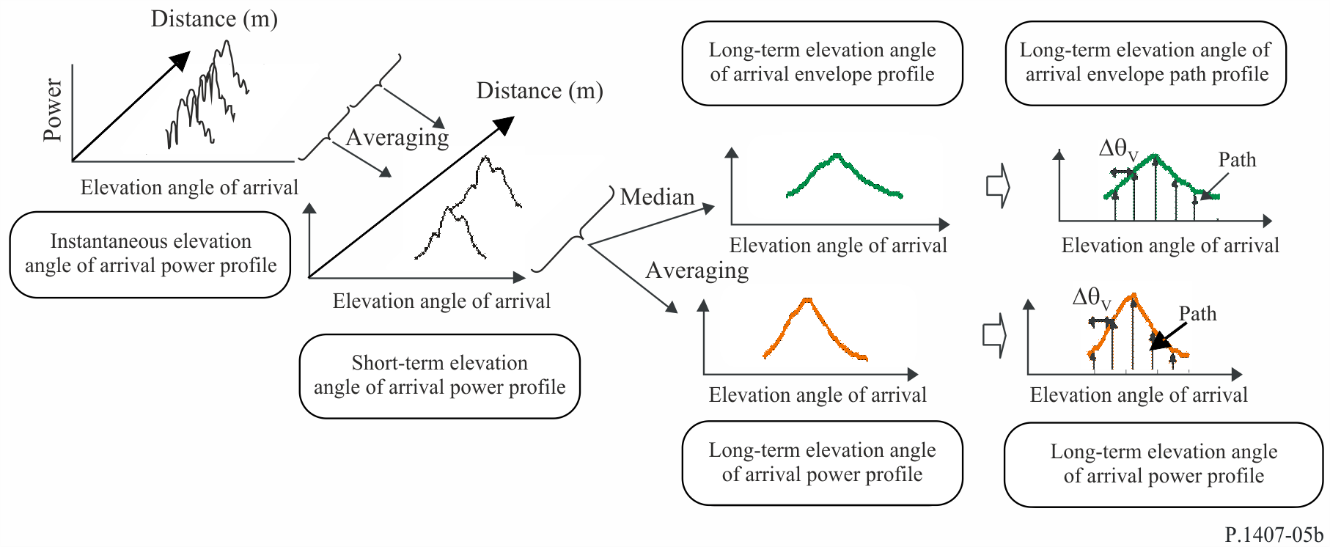 Distance (m)
Power
Elevation angle of arrival
Instantaneous elevation
angle of arrival power profile
Averaging
Distance (m)
Elevation angle of arrival
Short-term elevation
angle of arrival power profile
Median
Averaging
Long-term elevation angle
of arrival envelope profile
Elevation angle of arrival
Long-term elevation angle of
arrival envelope path profile
ΔθV
Path
Elevation angle of arrival
Elevation angle of arrival
Long-term elevation angle
of arrival power profile
ΔθV
Path
Elevation angle of arrival
Long-term elevation angle
of arrival power profile
P.1407-05b